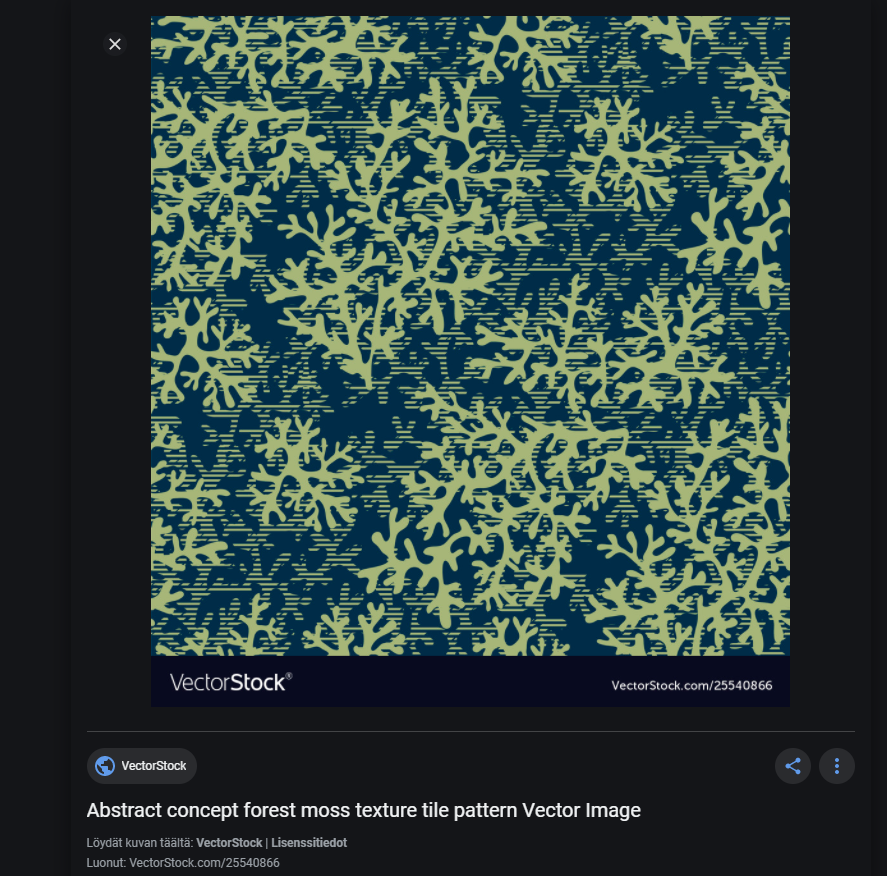 VectorStock®
VectorStock.com/25540866
VectorStock
Abstract concept forest moss texture tile pattern Vector Image
Löydät kuvan täältä: VectorStock | Lisenssitiedot
Luonut: VectorStock.com/25540866